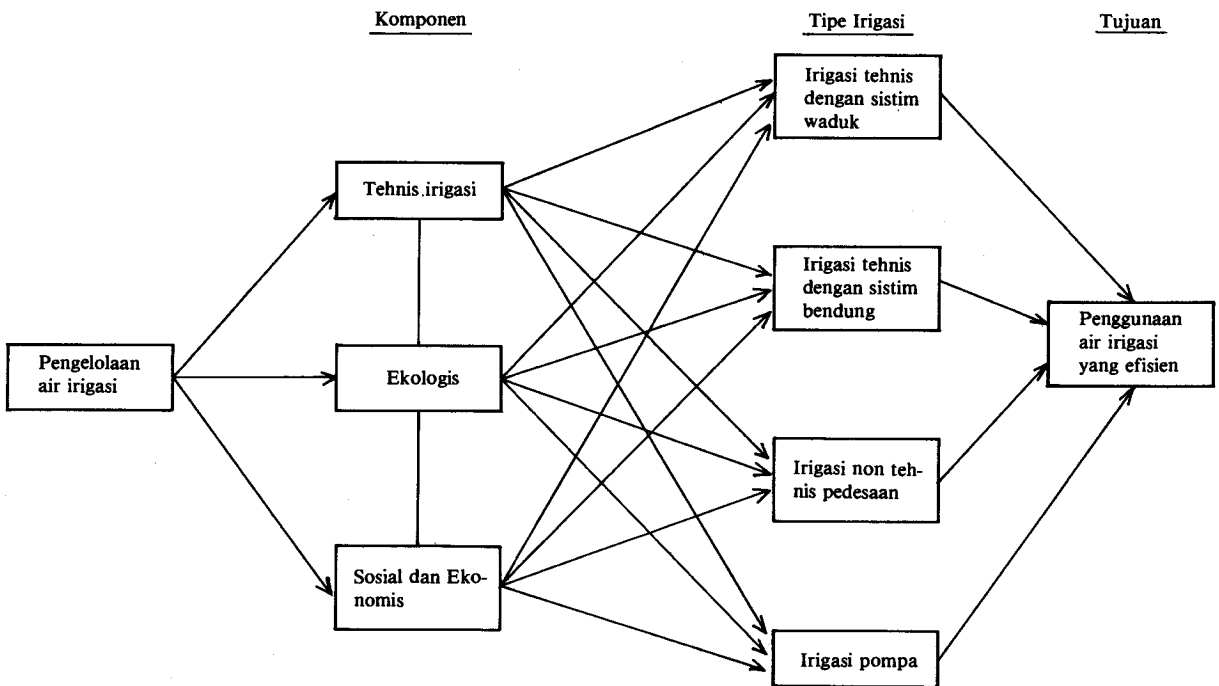 Komponen
Tipe Irigasi
Tujuan
Pengelolaan
air irigasi
Tehnis irigasi
Ekologis
Sosial dan Eko-
nomis
Irigasi tehnis
dengan sistim
waduk
Irigasi tehnis
dengan sistim
bendung
Irigasi non teh-
nis pedesaan
Irigasi pompa
Penggunaan
air irigasi
yang efisien